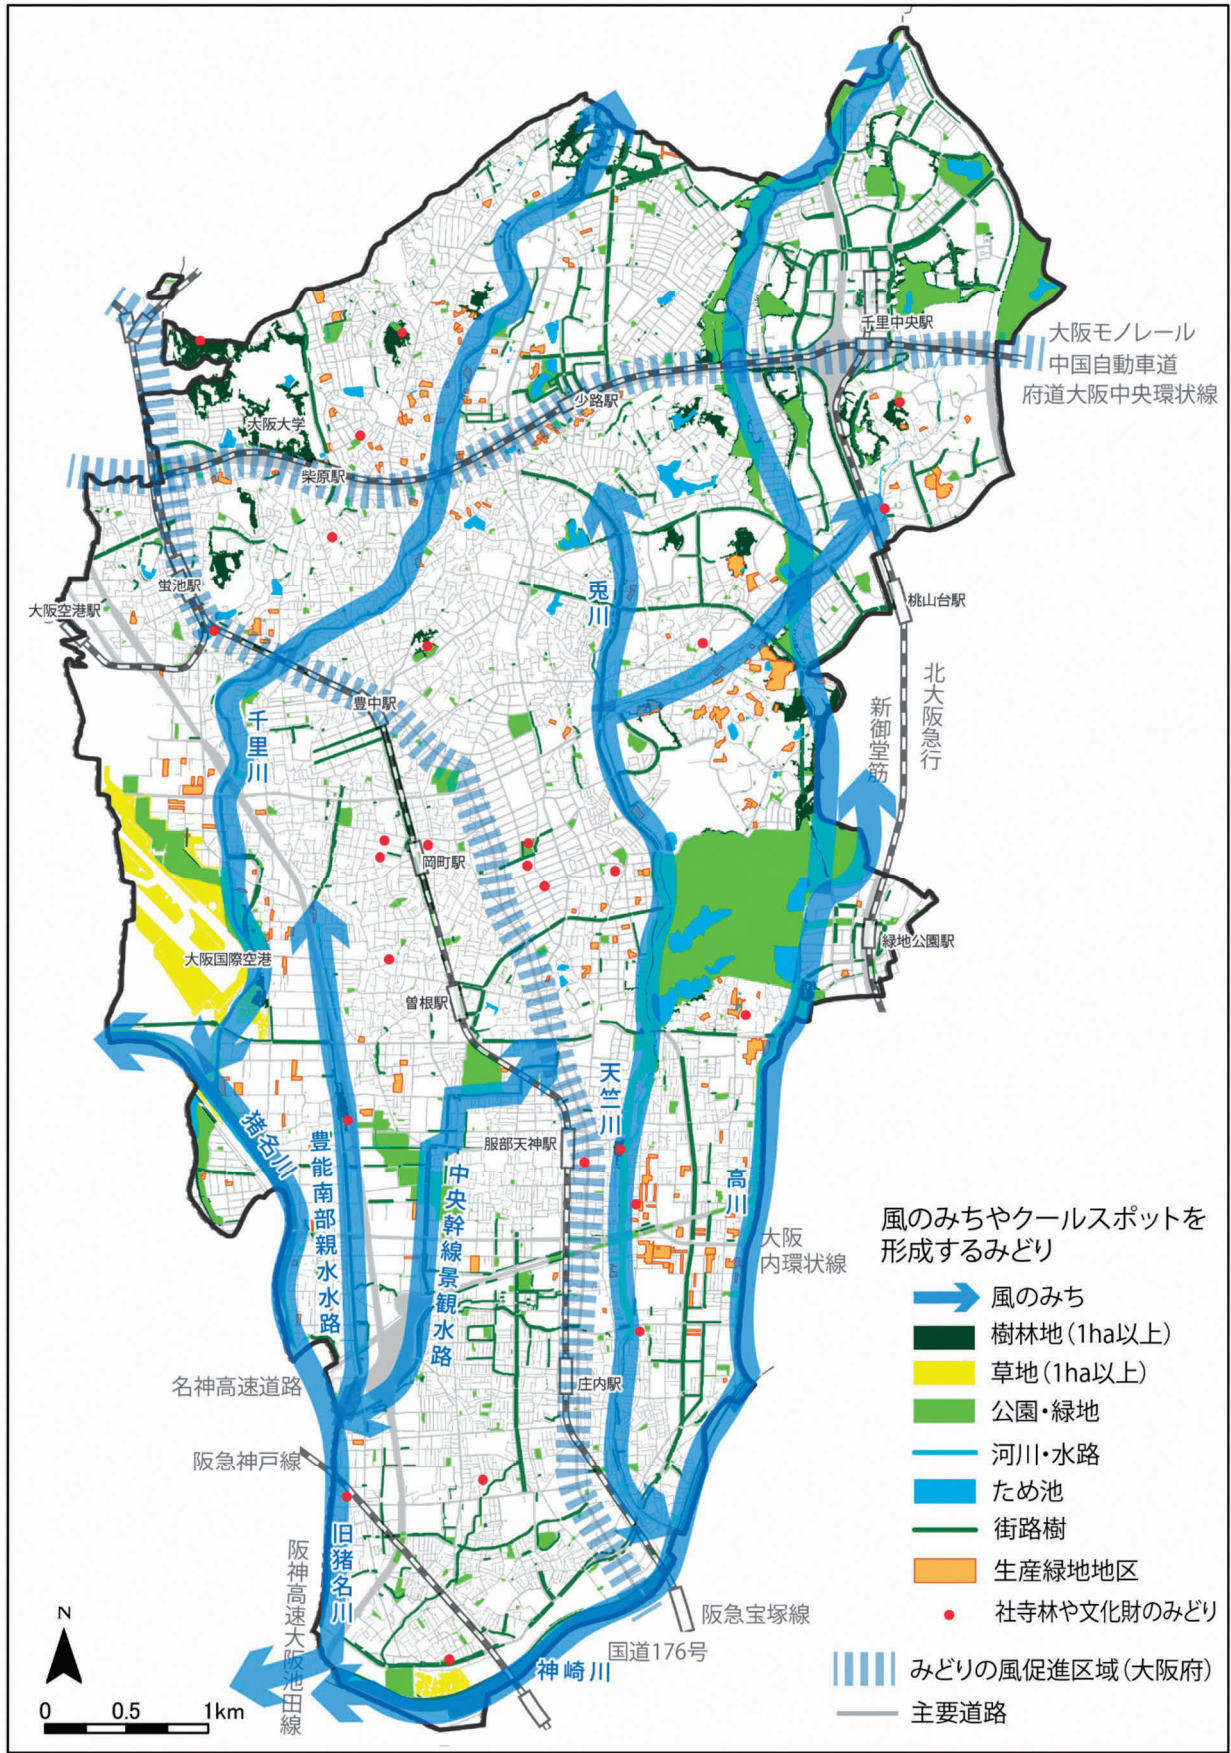 千里中央駅
大阪モノレール
中国自動車道
府道大阪中央環状線
少路駅
大阪大学
柴原駅
蛍池駅
大阪空港駅
兎川
桃山台駅
北大阪急行
新御堂筋
豊中駅
千里川
岡町駅
大阪国際空港
緑地公園駅
曽根駅
天竺川
猪名川
豊能南部親水水路
服部天神駅
中央幹線景観水路
高川
大阪
内環状線
名神高速道路
庄内駅
阪急神戸線
旧猪名川
阪神高速大阪池田線
阪急宝塚線
国道176号
神崎川
風のみちやクールスポットを
形成するみどり
風のみち
樹林地(1ha以上)
草地(1ha以上)
公園・緑地
河川・水路
ため池
街路樹
生産緑地地区
社寺林や文化財のみどり
みどりの風促進区域(大阪府)
主要道路
N
0 0.5 1km